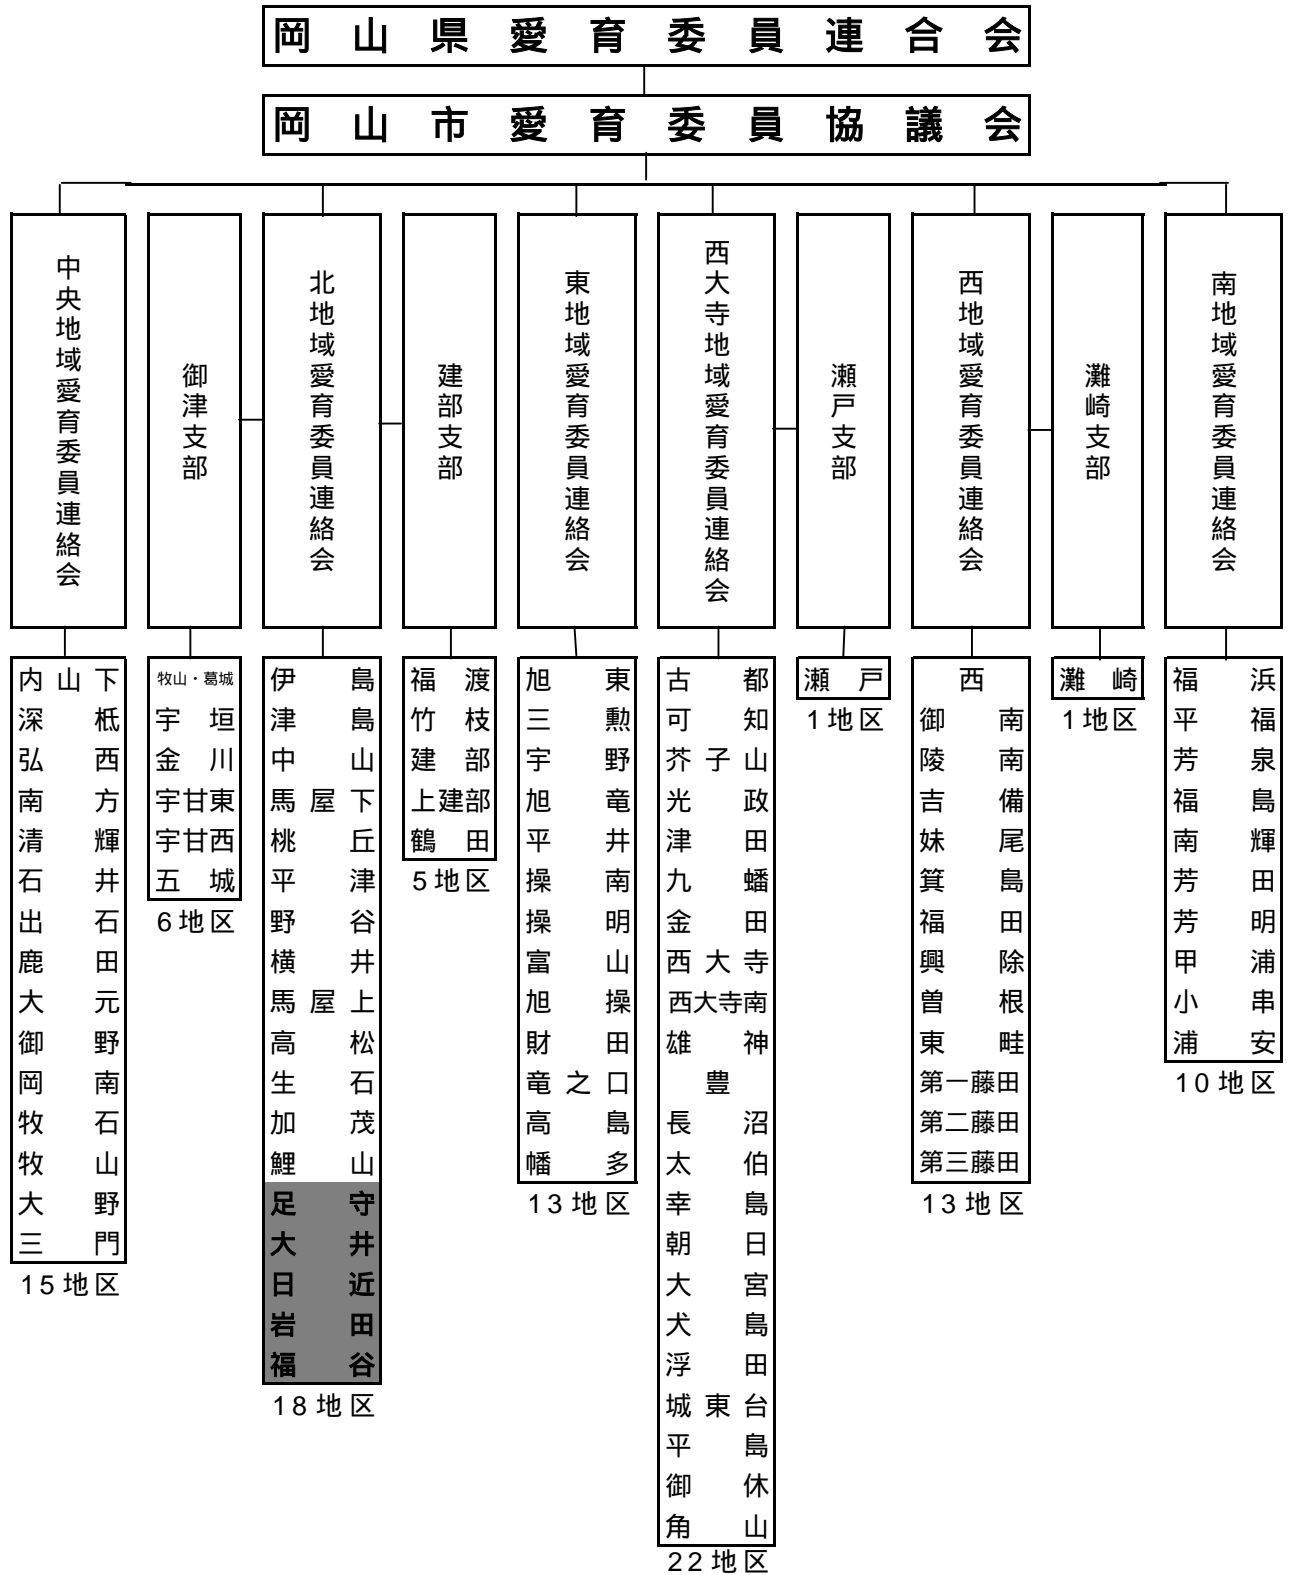 岡山県愛育委員連合会
岡山市愛育委員協議会
中央地域愛育委員連絡会
御津支部
北地域愛育委員連絡会
建部支部
東地域愛育委員連絡会
西大寺地域愛育委員連絡会
瀬戸支部
西地域愛育委員連絡会
灘崎支部
南地域愛育委員連絡会
内山下
深柢
弘西
南方
清輝
石井
出石
鹿田
大元
御野
岡南
牧石
牧山
大野
三門
15地区
牧山・葛城
宇垣
金川
宇甘東
宇甘西
五城
6地区
伊島
津島
中山
馬屋下
桃丘
平津
野谷
横井
馬屋上
高松
生石
加茂
鯉山
足守
大井
日近
岩田
福谷
18地区
福渡
竹枝
建部
上建部
鶴田
5地区
旭東
三勲
宇野
旭竜
平井
操南
操明
富山
旭操
財田
竜之口
高島
幡多
13地区
古都
可知
芥子山
光政
津田
九蟠
金田
西大寺
西大寺南
雄神
豊
長沼
太伯
幸島
朝日
大宮
犬島
浮田
城東台
平島
御休
角山
22地区
瀬戸
1地区
西
御南
陵南
吉備
妹尾
箕島
福田
興除
曽根
東畦
第一藤田
第二藤田
第三藤田
13地区
灘崎
1地区
福浜
平福
芳泉
福島
南輝
芳田
芳明
甲浦
小串
浦安
10地区